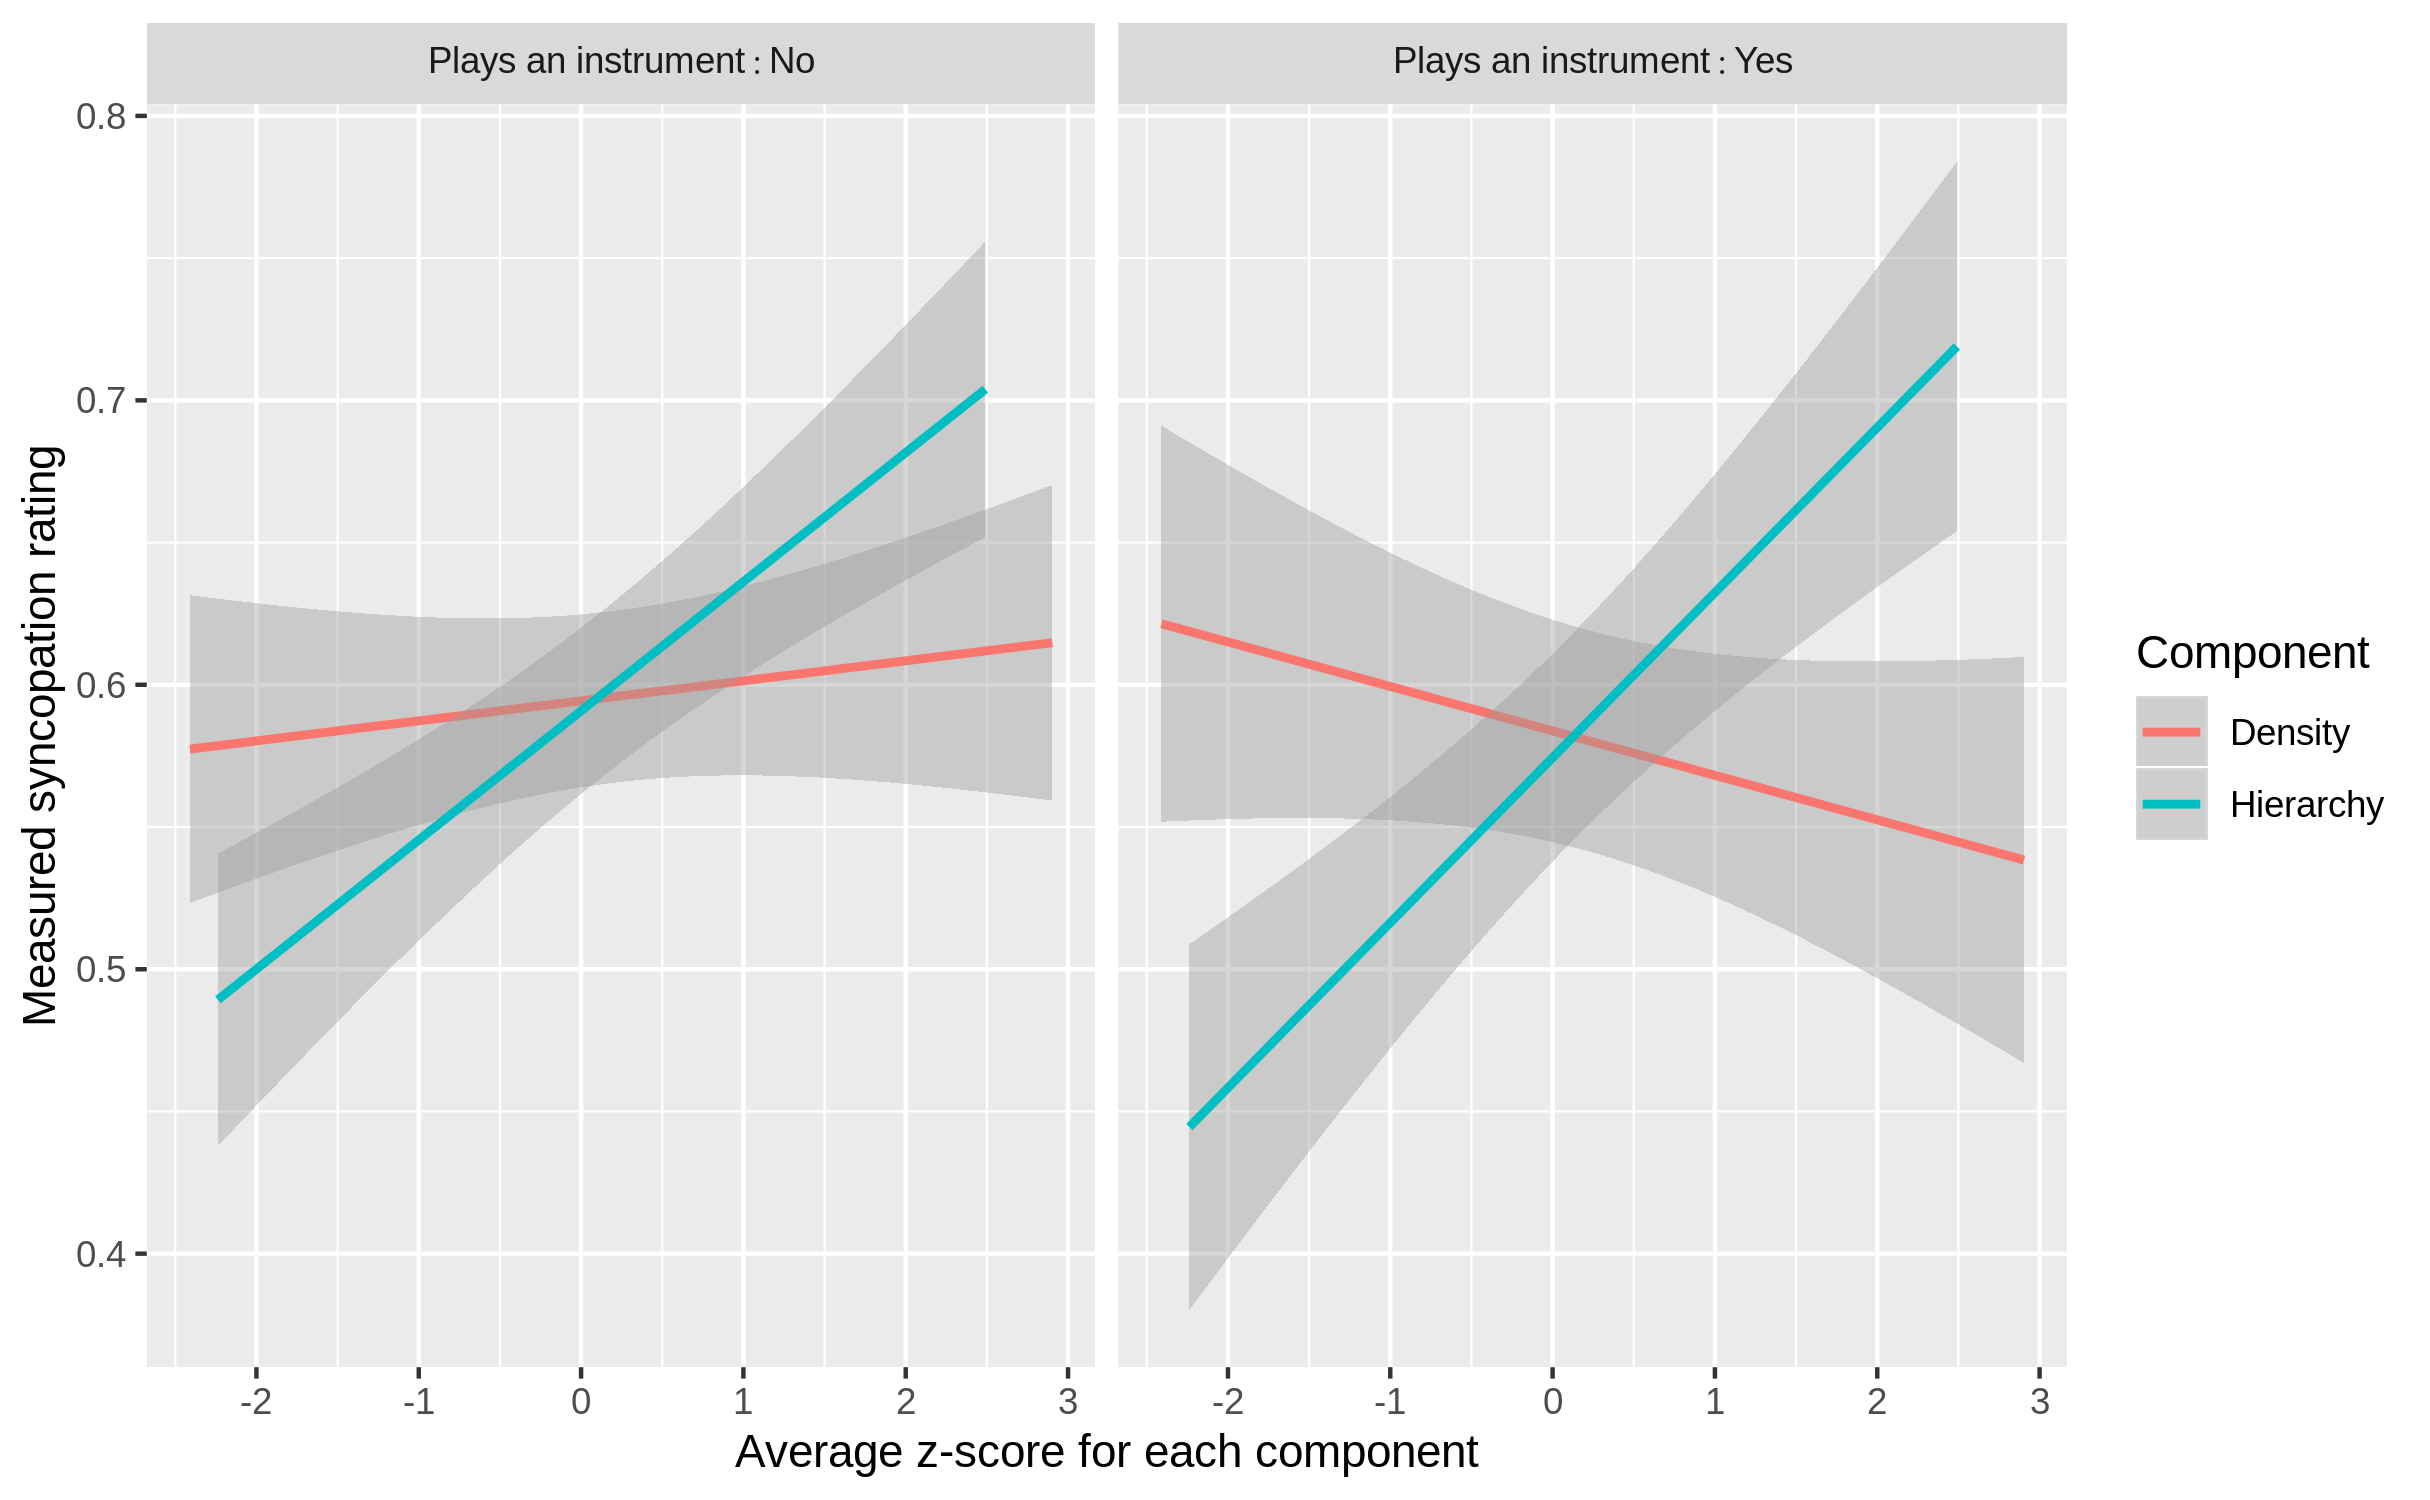 Plays an instrument : No
Plays an instrument : Yes
0.8
0.7
0.6
0.5
0.4
Measured syncopation rating
-2 -1 0 1 2 3
-2 -1 0 1 2 3
Average z-score for each component
Component
Density
Hierarchy